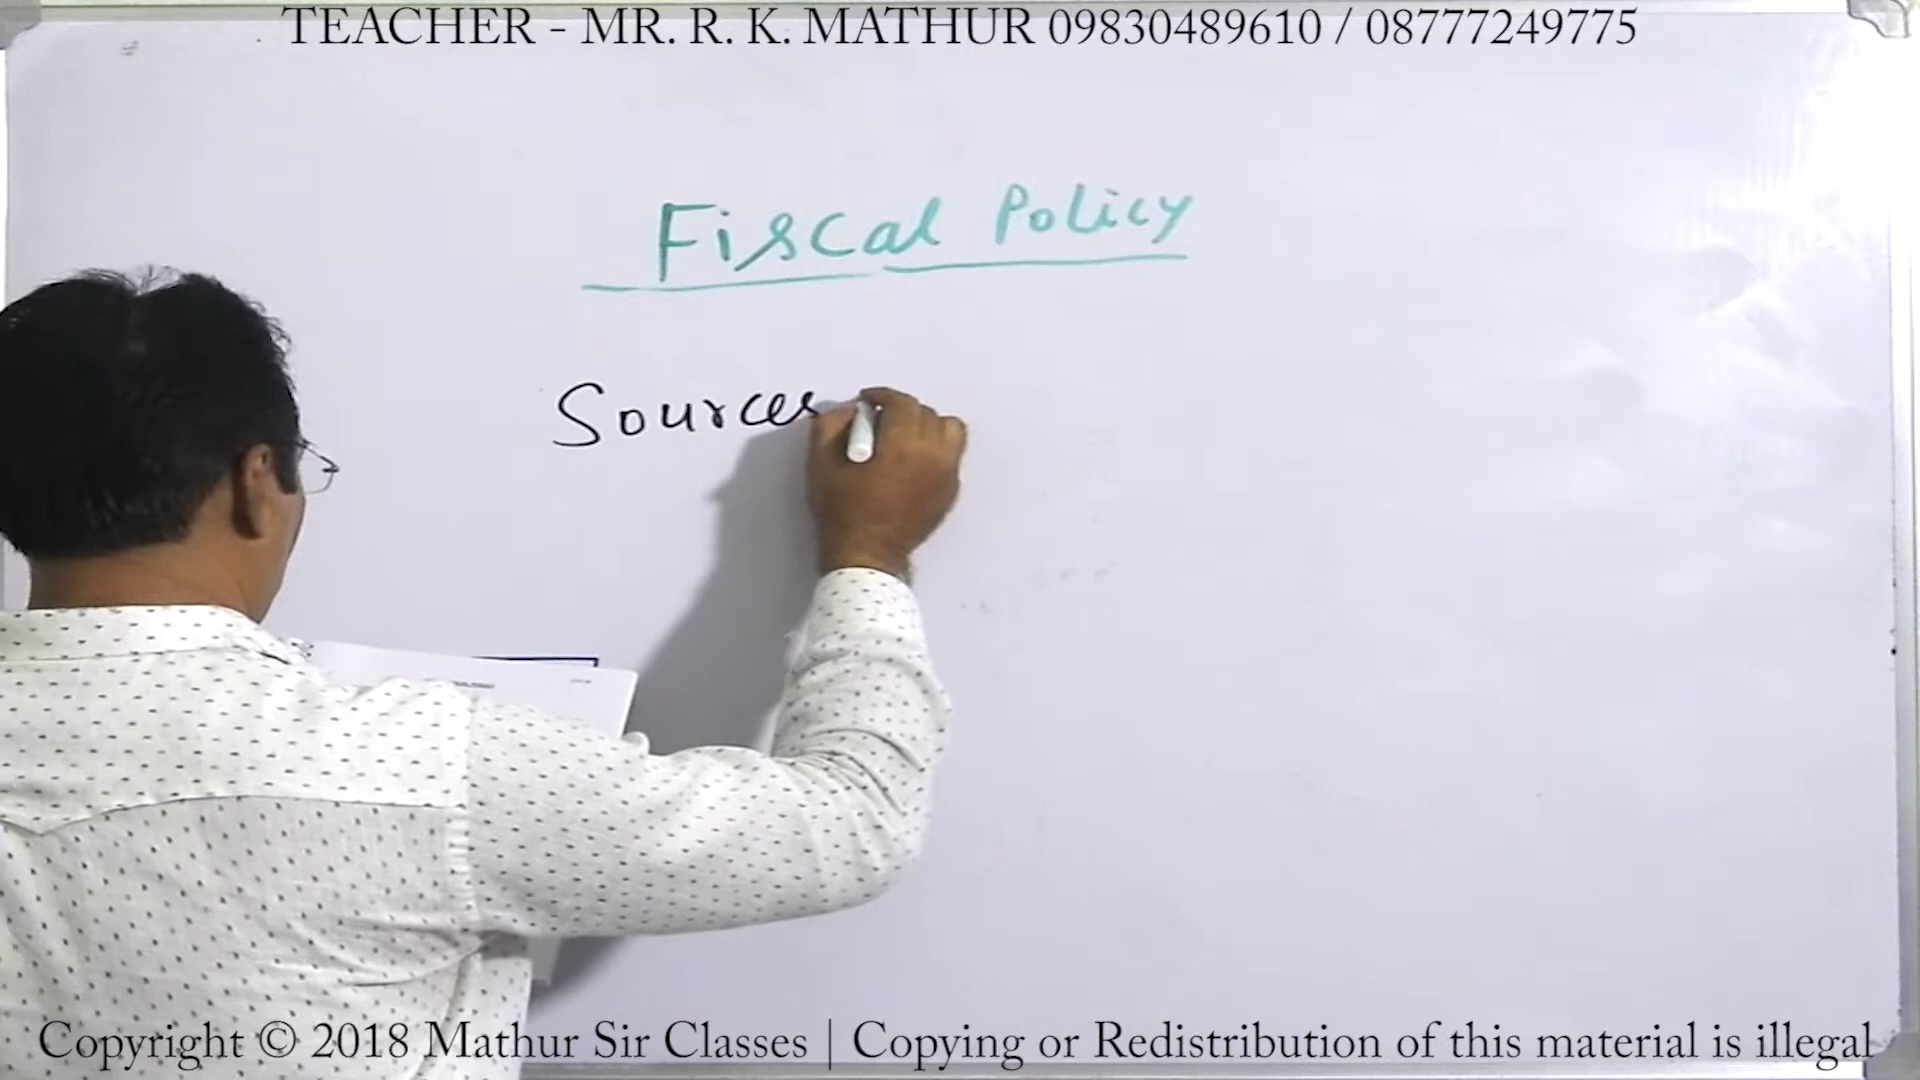 TEACHER - MR. R. K. MATHUR 09830489610 / 08777249775
Fiscal Policy
Sources
Copyright © 2018 Mathur Sir Classes | Copying or Redistribution of this material is illegal